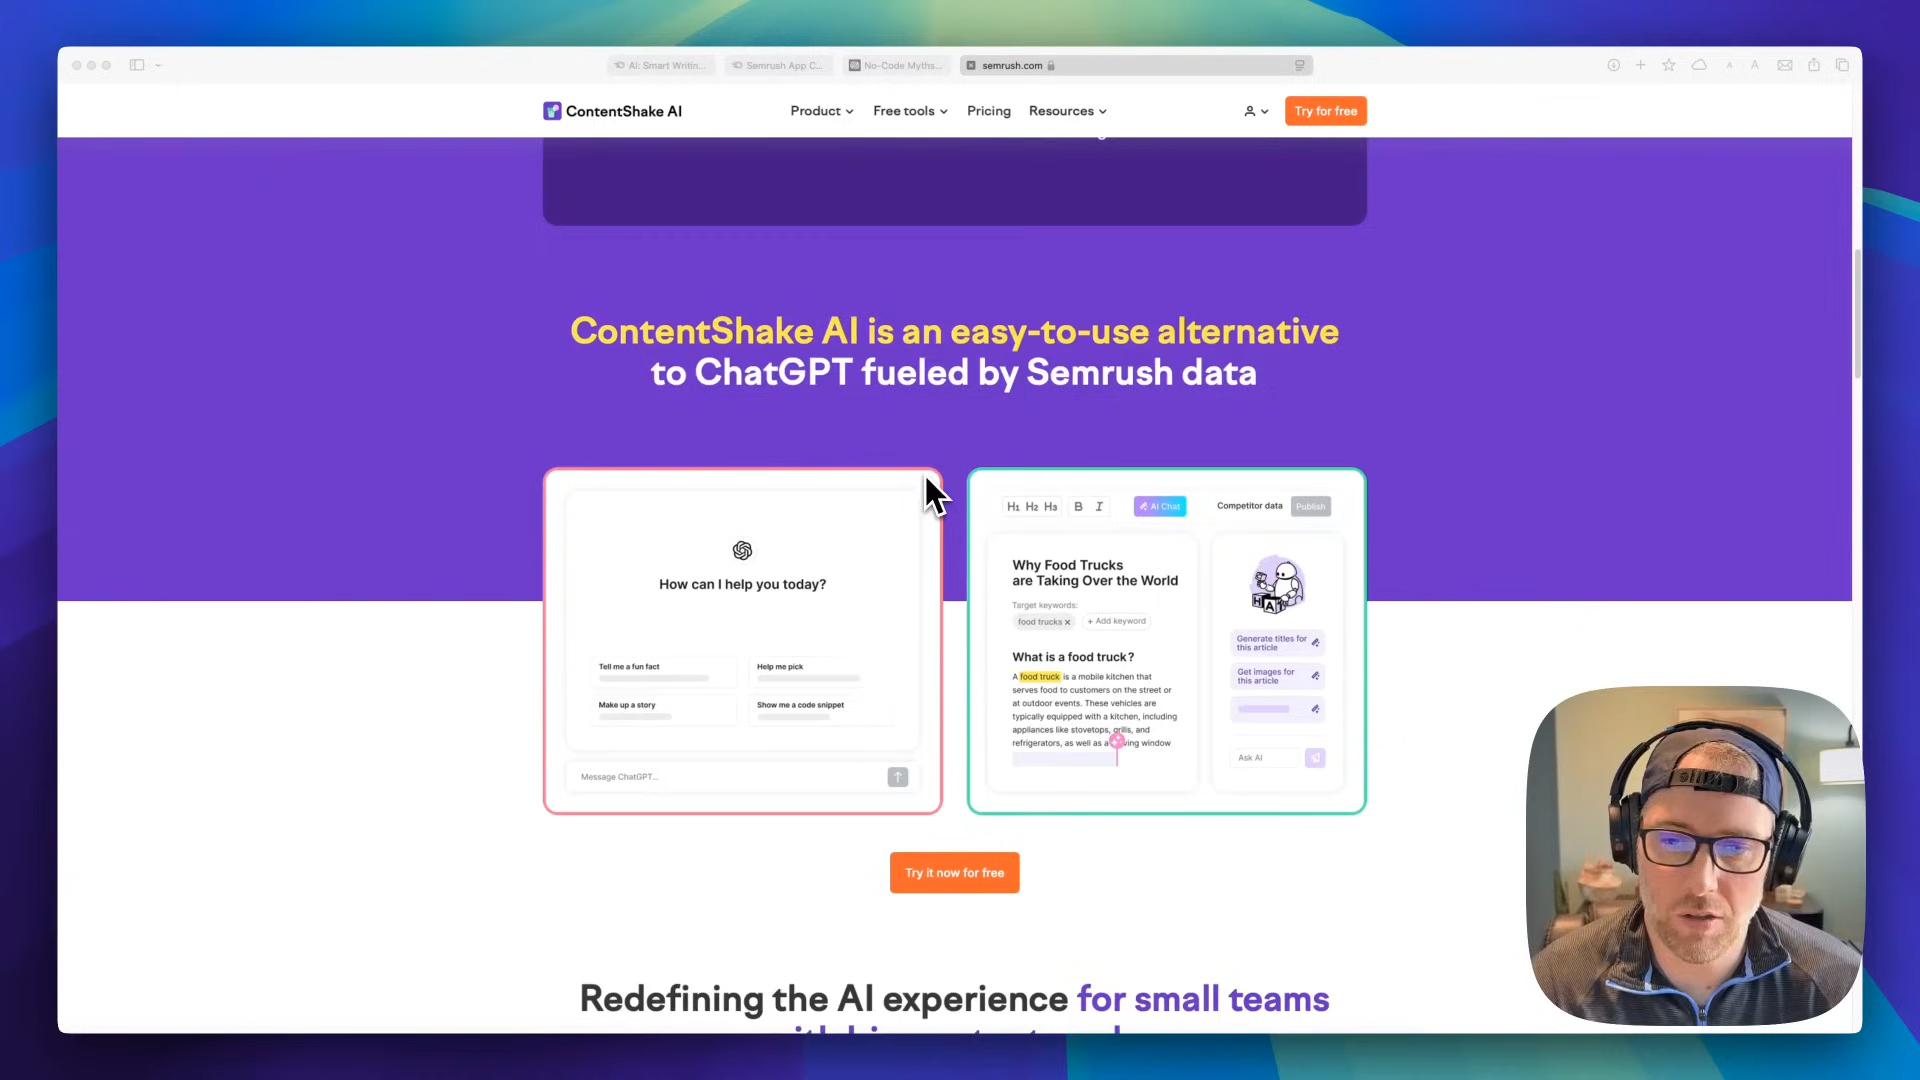 AI: Smart Writin...
Semrush App C...
No-Code Myths...
semrush.com
ContentShake AI
Product
Free tools
Pricing
Resources
Try for free
ContentShake AI is an easy-to-use alternative
to ChatGPT fueled by Semrush data
How can I help you today?
Tell me a fun fact
Help me pick
Make up a story
Show me a code snippet
Message ChatGPT...
H1 H2 H3 B I
AI Chat
Competitor data
Publish
Why Food Trucks
are Taking Over the World
Target keywords:
food trucks x
+ Add keyword
What is a food truck?
A food truck is a mobile kitchen that
serves food to customers on the street or
at outdoor events. These vehicles are
typically equipped with a kitchen, including
appliances like stovetops, grills, and
refrigerators, as well as a ving window
HAI
Generate titles for
this article
Get images for
this article
Ask AI
Try it now for free
Redefining the AI experience for small teams